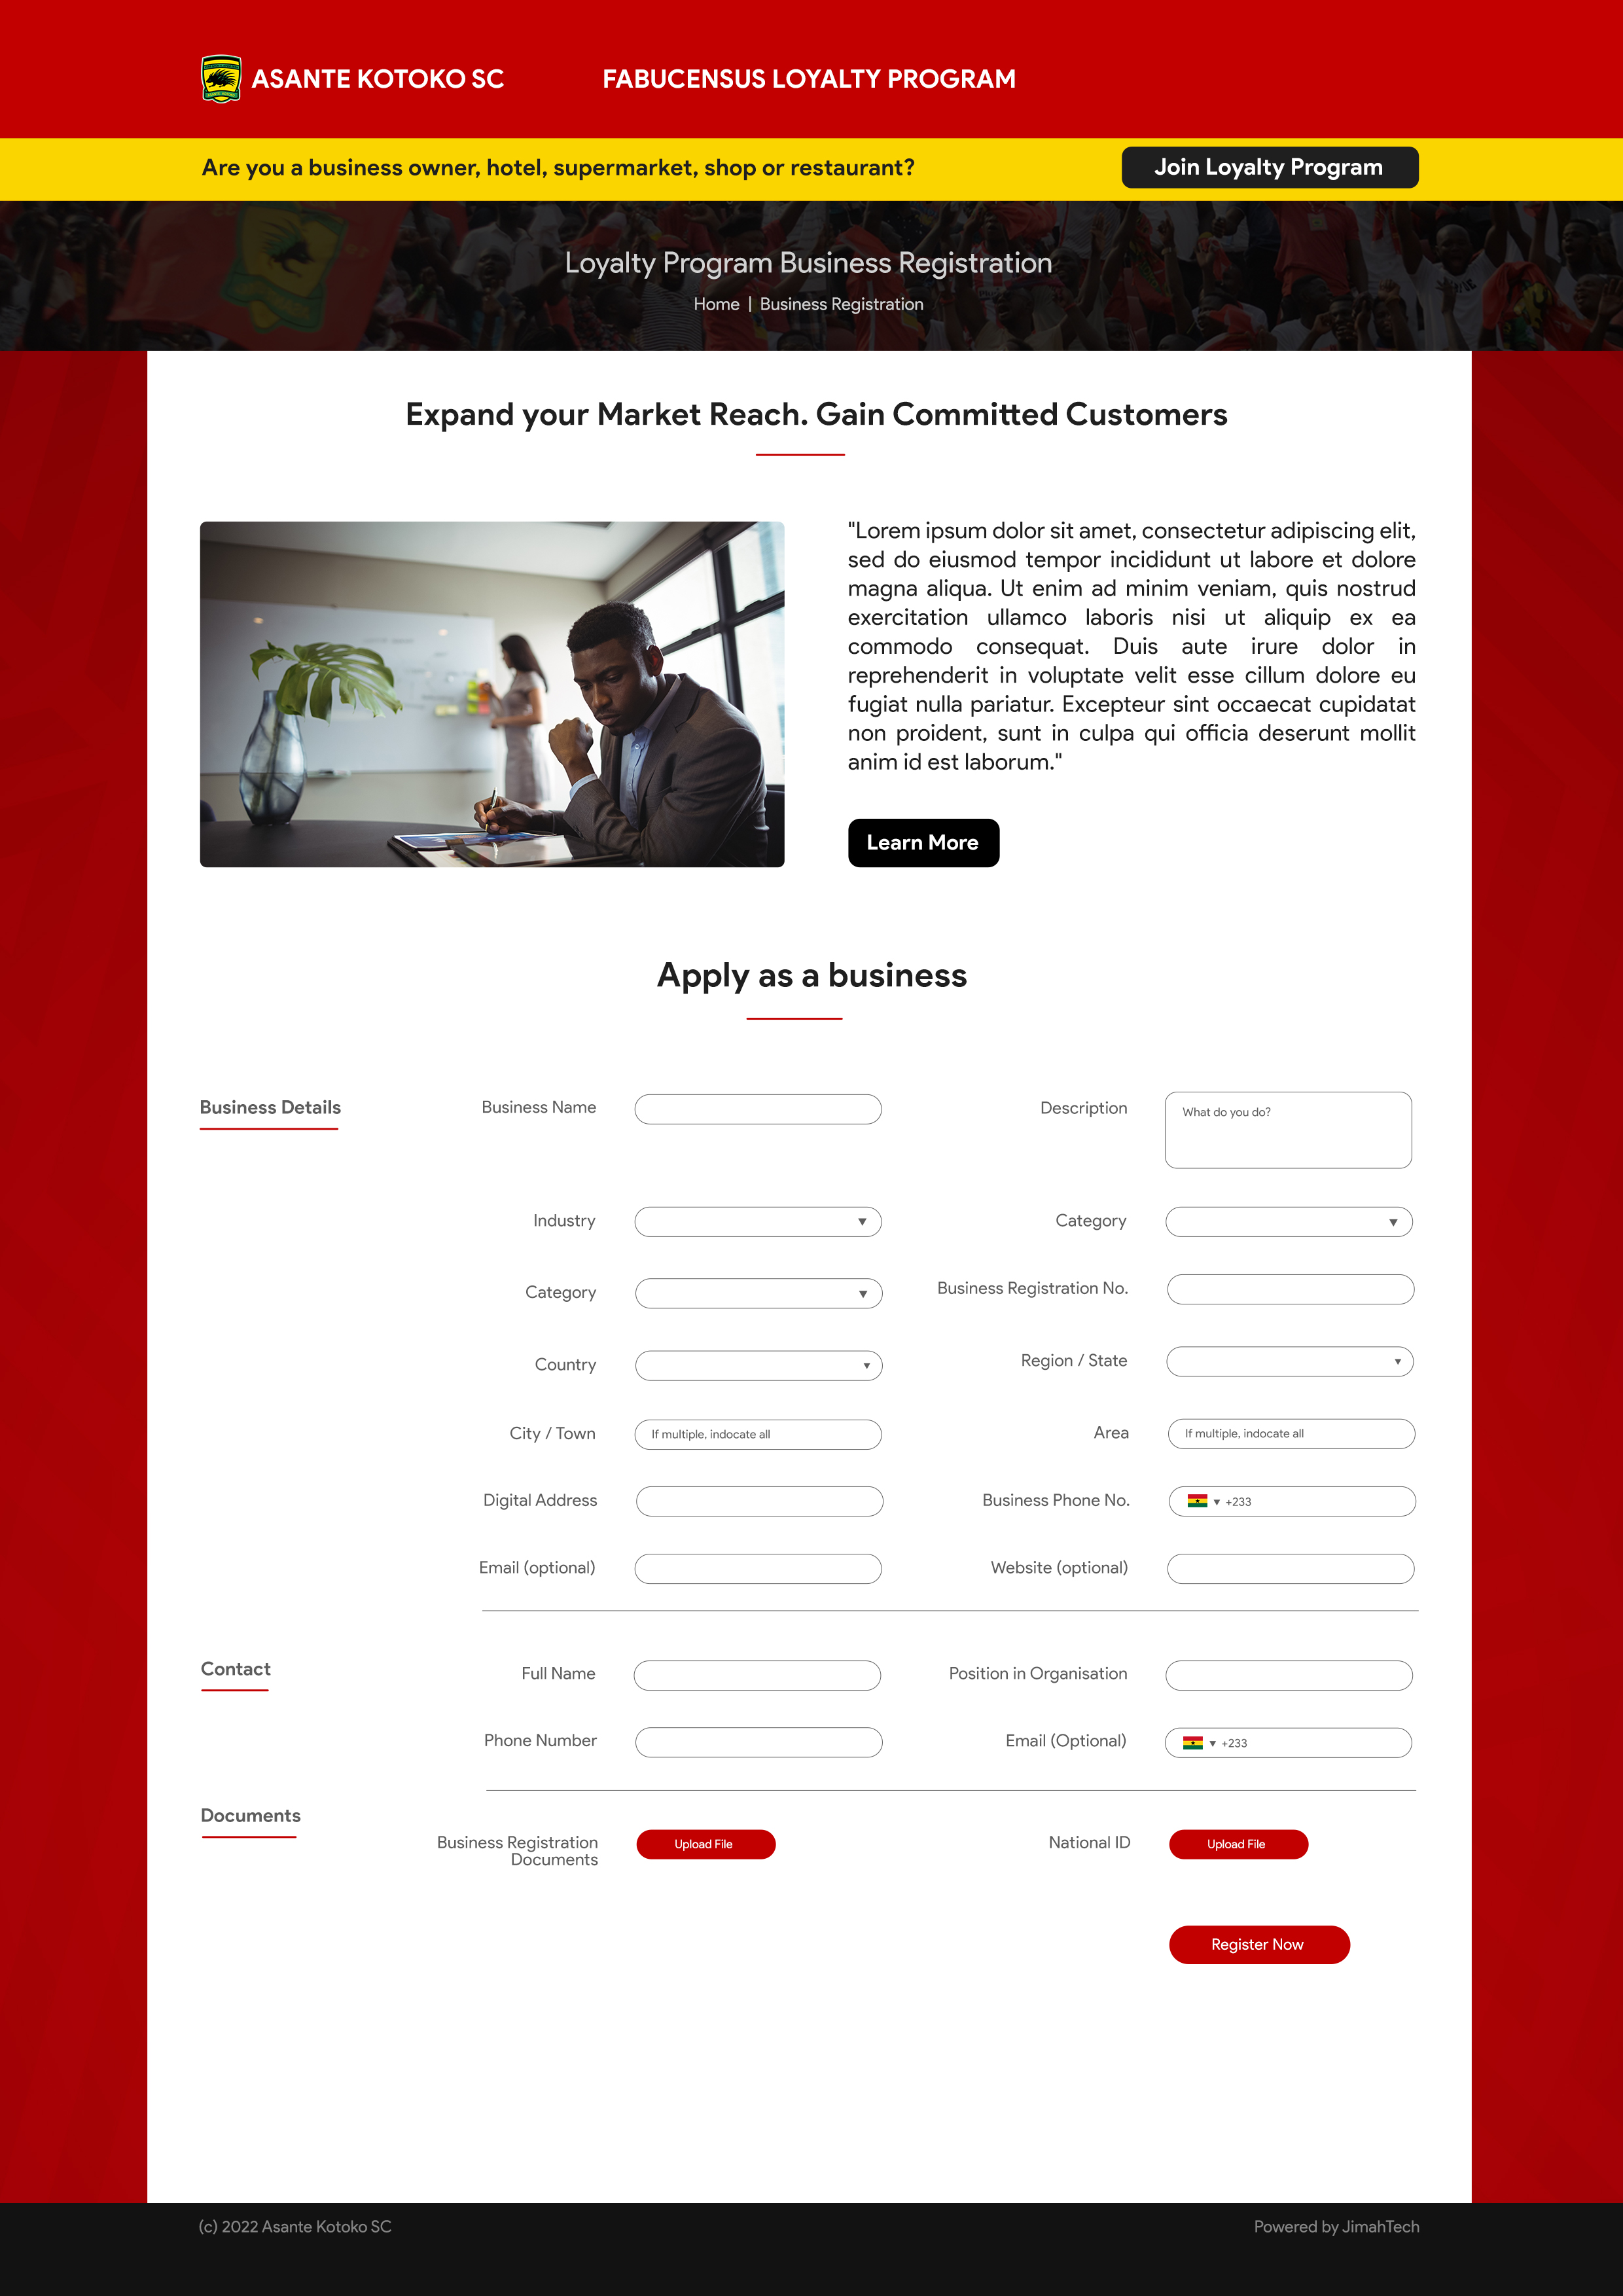 ASANTE KOTOKO SC
FABUCENSUS LOYALTY PROGRAM
Are you a business owner, hotel, supermarket, shop or restaurant?
Join Loyalty Program
Loyalty Program Business Registration
Home | Business Registration
Expand your Market Reach. Gain Committed Customers
"Lorem ipsum dolor sit amet, consectetur adipiscing elit,
sed do eiusmod tempor incididunt ut labore et dolore
magna aliqua. Ut enim ad minim veniam, quis nostrud
exercitation ullamco laboris nisi ut aliquip ex ea
commodo consequat. Duis aute irure dolor in
reprehenderit in voluptate velit esse cillum dolore eu
fugiat nulla pariatur. Excepteur sint occaecat cupidatat
non proident, sunt in culpa qui officia deserunt mollit
anim id est laborum."
Learn More
Apply as a business
Business Details
Business Name
Description
What do you do?
Industry
Category
Category
Business Registration No.
Country
Region / State
City / Town
If multiple, indocate all
Area
If multiple, indocate all
Digital Address
Business Phone No.
+233
Email (optional)
Website (optional)
Contact
Full Name
Position in Organisation
Phone Number
Email (Optional)
+233
Documents
Business Registration
Documents
Upload File
National ID
Upload File
Register Now
(c) 2022 Asante Kotoko SC
Powered by JimahTech